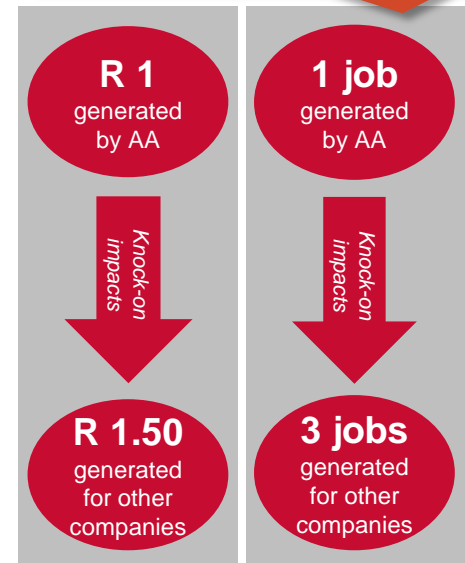 R 1
generated
by AA
Knock-on
impacts
R 1.50
generated
for other
companies
1 job
generated
by AA
Knock-on
impacts
3 jobs
generated
for other
companies